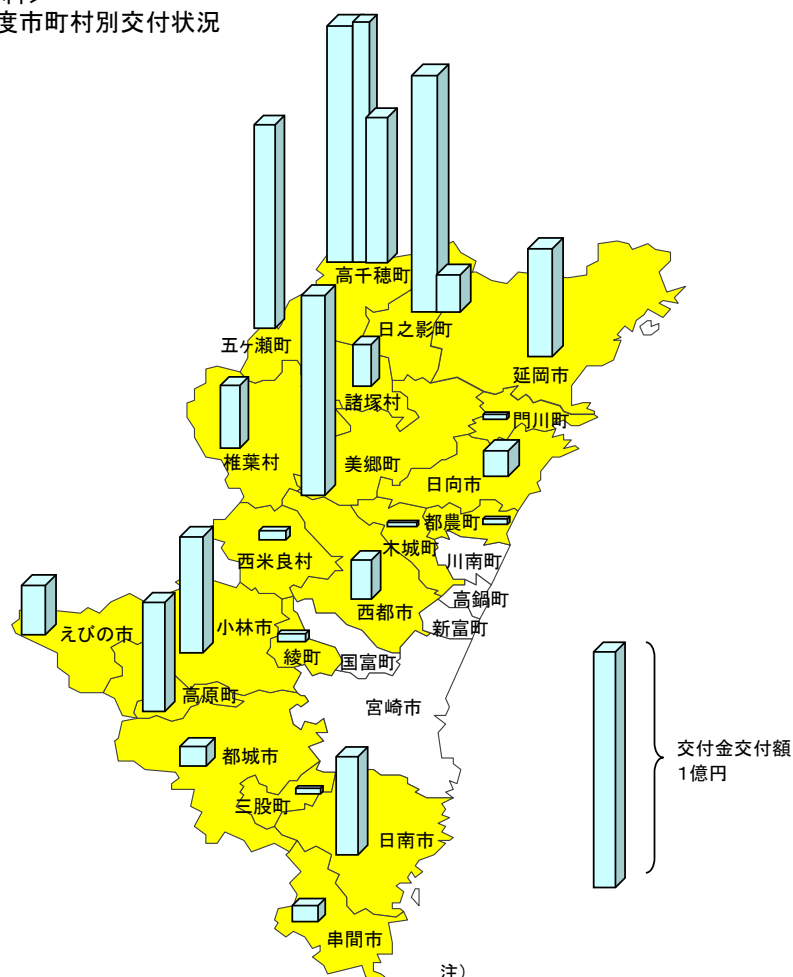 度市町村別交付状況
高千穂町
日之影町
五ヶ瀬町
延岡市
諸塚村
門川町
椎葉村
美郷町
日向市
都農町
木城町
西米良村
川南町
高鍋町
西都市
えびの市
小林市
新富町
綾町
国富町
高原町
宮崎市
都城市
交付金交付額
1億円
三股町
日南市
串間市
注）